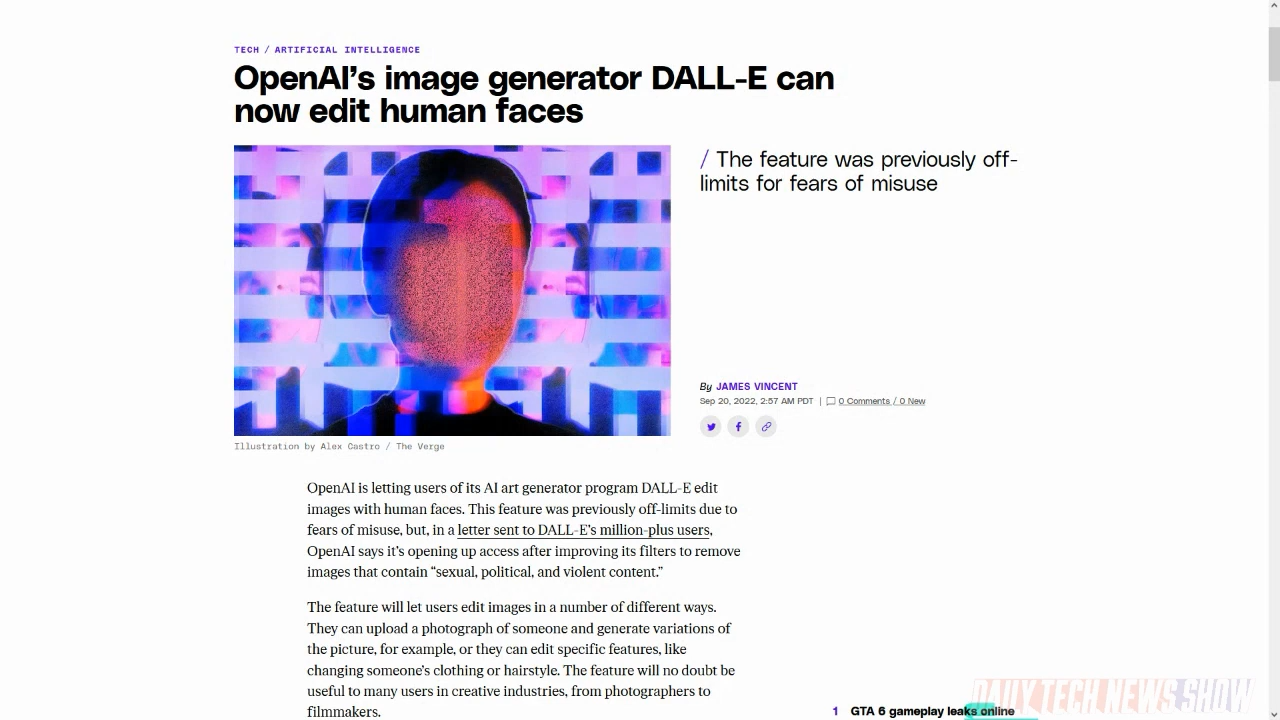 TECH / ARTIFICIAL INTELLIGENCE
OpenAI’s image generator DALL-E can
now edit human faces
/ The feature was previously off-
limits for fears of misuse
By JAMES VINCENT
Sep 20, 2022, 2:57 AM PDT | 0 Comments / 0 New
Illustration by Alex Castro / The Verge
OpenAI is letting users of its AI art generator program DALL-E edit
images with human faces. This feature was previously off-limits due to
fears of misuse, but, in a letter sent to DALL-E’s million-plus users,
OpenAI says it’s opening up access after improving its filters to remove
images that contain “sexual, political, and violent content.”
The feature will let users edit images in a number of different ways.
They can upload a photograph of someone and generate variations of
the picture, for example, or they can edit specific features, like
changing someone’s clothing or hairstyle. The feature will no doubt be
useful to many users in creative industries, from photographers to
filmmakers.
1 GTA 6 gameplay leaks online
DAILY TECH NEWS SHOW